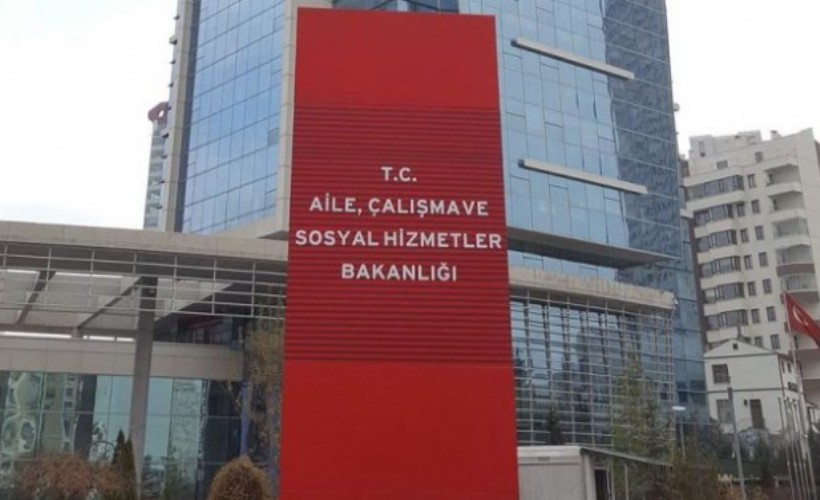 T.C.
AİLE, ÇALIŞMAVE
SOSYAL HİZMETLER
BAKANLIĞI